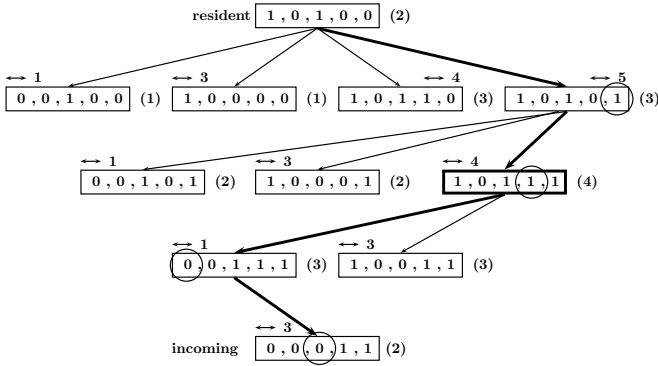 resident 1 , 0 , 1 , 0 , 0 (2)
1 3 4 5
0 , 0 , 1 , 0 , 0 (1) 1 , 0 , 0 , 0 , 0 (1) 1 , 0 , 1 , 1 , 0 (3) 1 , 0 , 1 , 0 , 1 (3)
1 3 4
0 , 0 , 1 , 0 , 1 (2) 1 , 0 , 0 , 0 , 1 (2) 1 , 0 , 1 , 1 , 1 (4)
1 3
0 , 0 , 1 , 1 , 1 (3) 1 , 0 , 0 , 1 , 1 (3)
3
incoming 0 , 0 , 0 , 1 , 1 (2)